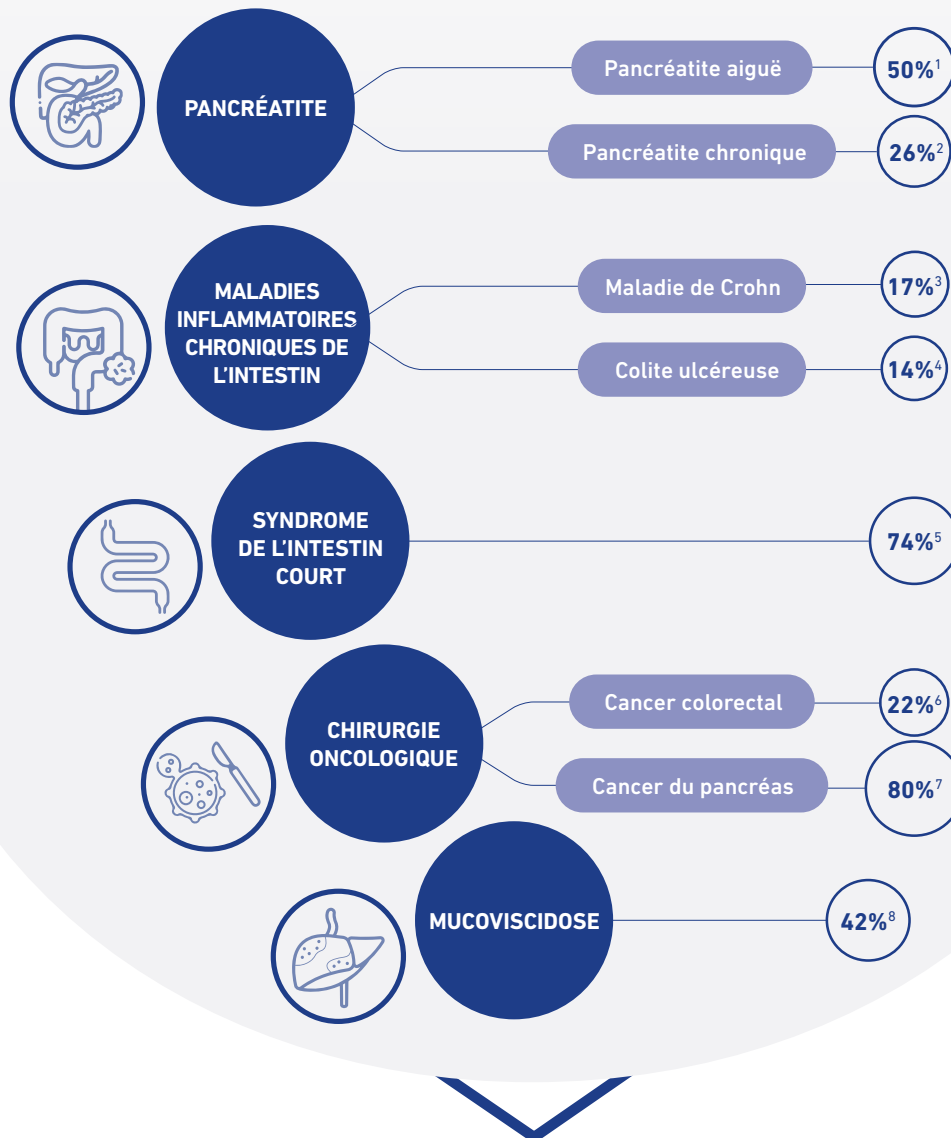 PANCRÉATITE
Pancréatite aiguë
50%¹
Pancréatite chronique
26%²
MALADIES
INFLAMMATOIRES
CHRONIQUES DE
L'INTESTIN
Maladie de Crohn
17%³
Colite ulcéreuse
14%⁴
SYNDROME
DE L'INTESTIN
COURT
74%⁵
CHIRURGIE
ONCOLOGIQUE
Cancer colorectal
22%⁶
Cancer du pancréas
80%⁷
MUCOVISCIDOSE
42%⁸